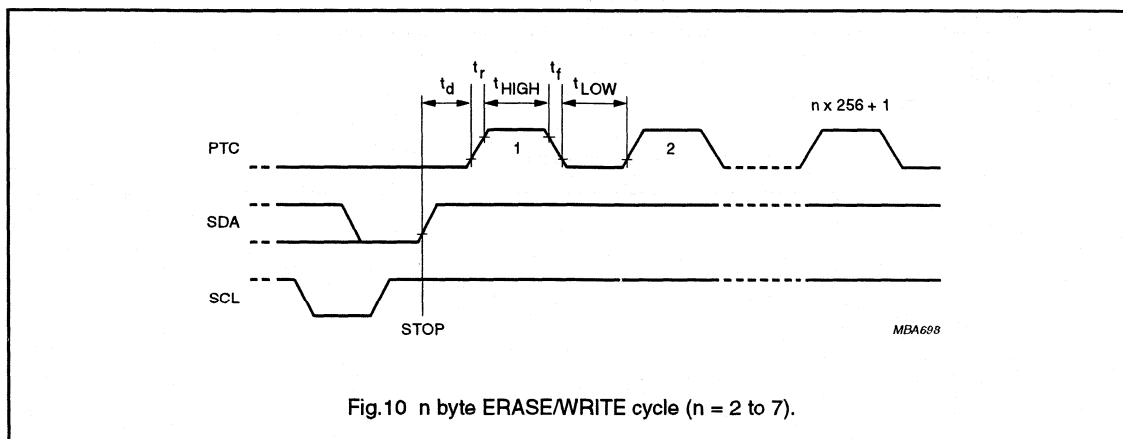 t_r t_f
t_d t_HIGH t_LOW
n x 256 + 1
PTC 1 2
SDA
SCL
STOP
MBA698
Fig.10 n byte ERASE/WRITE cycle (n = 2 to 7).